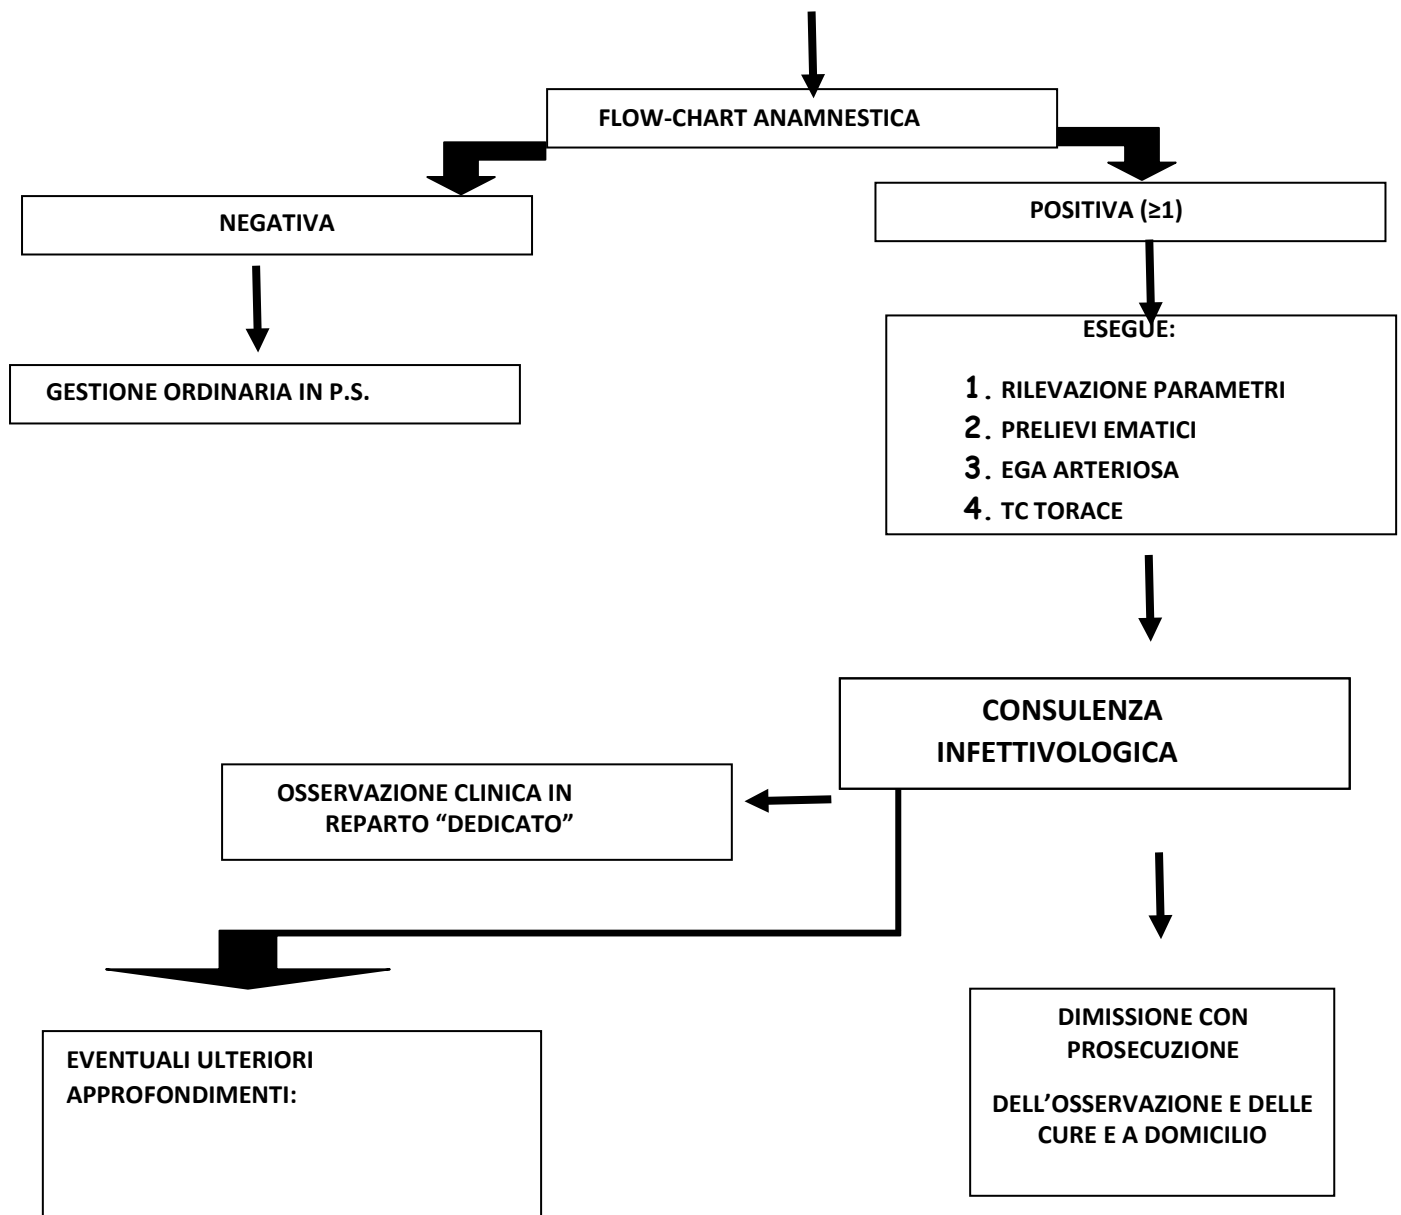 FLOW-CHART ANAMNESTICA
NEGATIVA
POSITIVA (≥1)
GESTIONE ORDINARIA IN P.S.
ESEGUE:
1. RILEVAZIONE PARAMETRI
2. PRELIEVI EMATICI
3. EGA ARTERIOSA
4. TC TORACE
CONSULENZA
INFETTIVOLOGICA
OSSERVAZIONE CLINICA IN
REPARTO “DEDICATO”
EVENTUALI ULTERIORI
APPROFONDIMENTI:
DIMISSIONE CON
PROSECUZIONE
DELL’OSSERVAZIONE E DELLE
CURE E A DOMICILIO